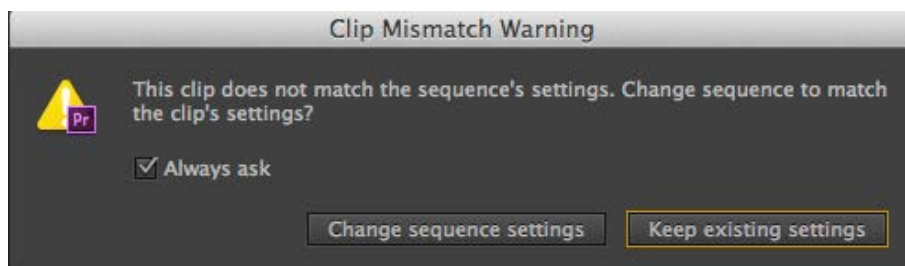 Clip Mismatch Warning
This clip does not match the sequence's settings. Change sequence to match
the clip's settings?
Pr
Always ask
Change sequence settings Keep existing settings